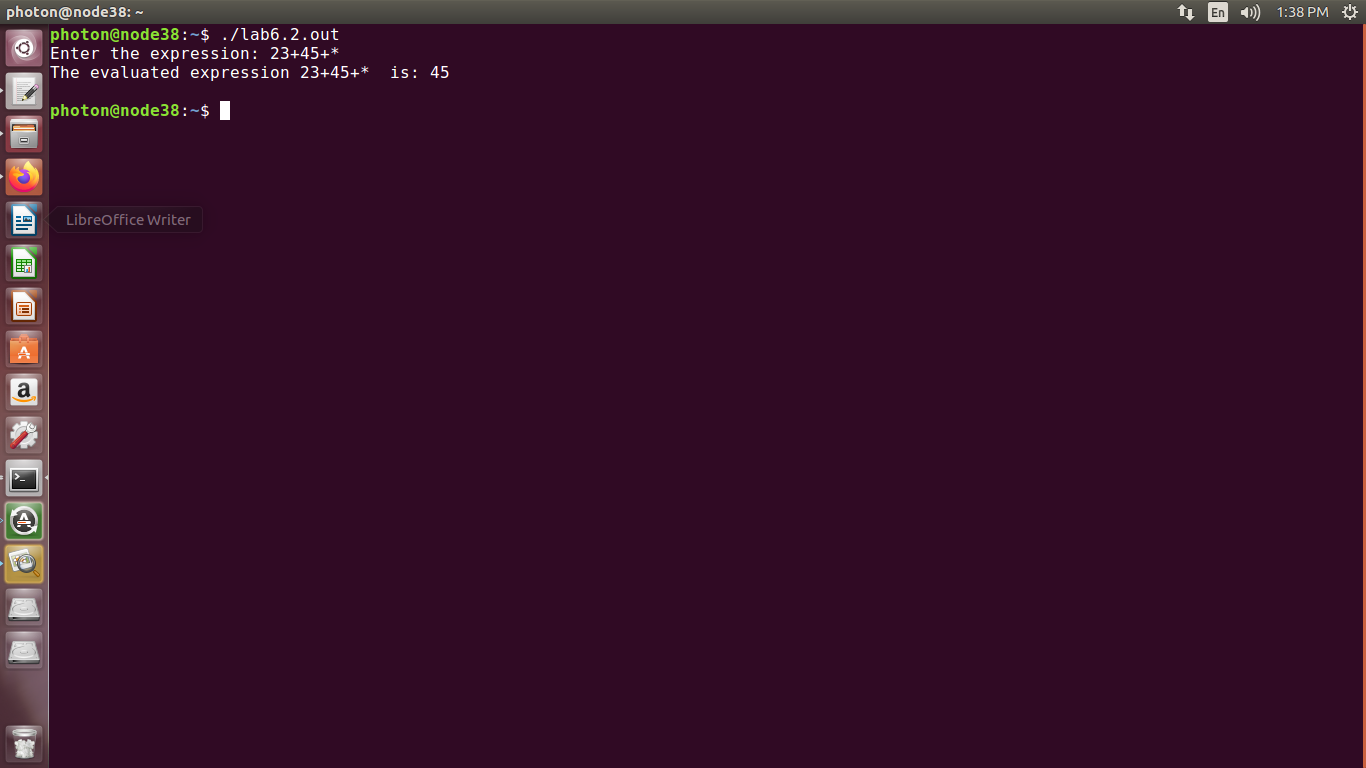 photon@node38: ~
En
1:38 PM
photon@node38:~$ ./lab6.2.out
Enter the expression: 23+45+*
The evaluated expression 23+45+*  is: 45
photon@node38:~$
LibreOffice Writer